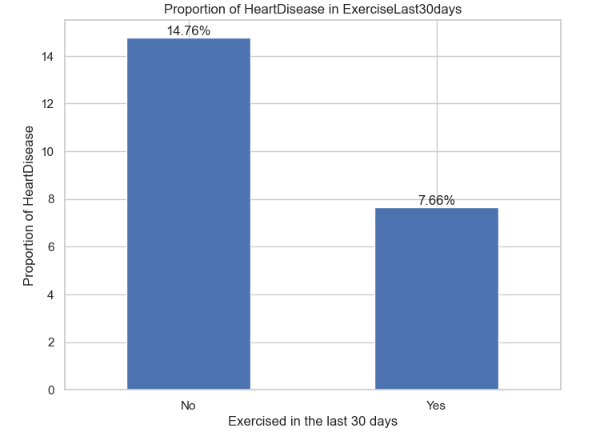 Proportion of HeartDisease in ExerciseLast30days
14.76%
7.66%
14
12
10
8
6
4
2
0
Proportion of HeartDisease
No
Yes
Exercised in the last 30 days